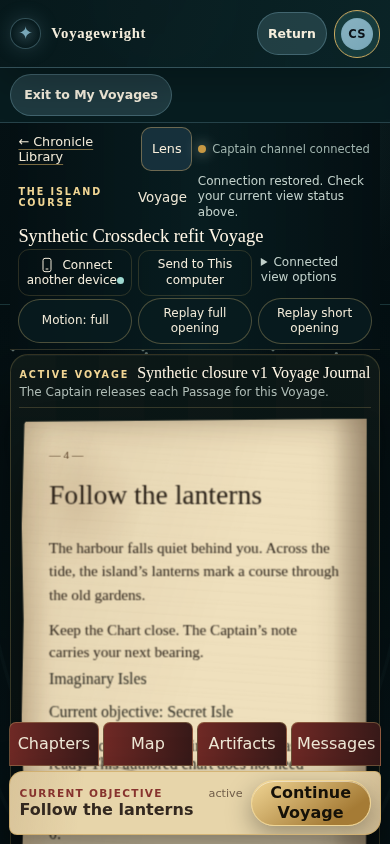 Voyagewright
Return
CS
Exit to My Voyages
← Chronicle
Library
Lens
Captain channel connected
THE ISLAND
COURSE
Voyage
Connection restored. Check
your current view status
above.
Synthetic Crossdeck refit Voyage
Connect
another device
Send to This
computer
Connected
view options
Motion: full
Replay full
opening
Replay short
opening
ACTIVE VOYAGE Synthetic closure v1 Voyage Journal
The Captain releases each Passage for this Voyage.
— 4 —
Follow the lanterns
The harbour falls quiet behind you. Across the
tide, the island’s lanterns mark a course through
the old gardens.
Keep the Chart close. The Captain’s note
carries your next bearing.
Imaginary Isles
Current objective: Secret Isle
Chapters
Map
Artifacts
Messages
CURRENT OBJECTIVE
Follow the lanterns
active
Continue
Voyage